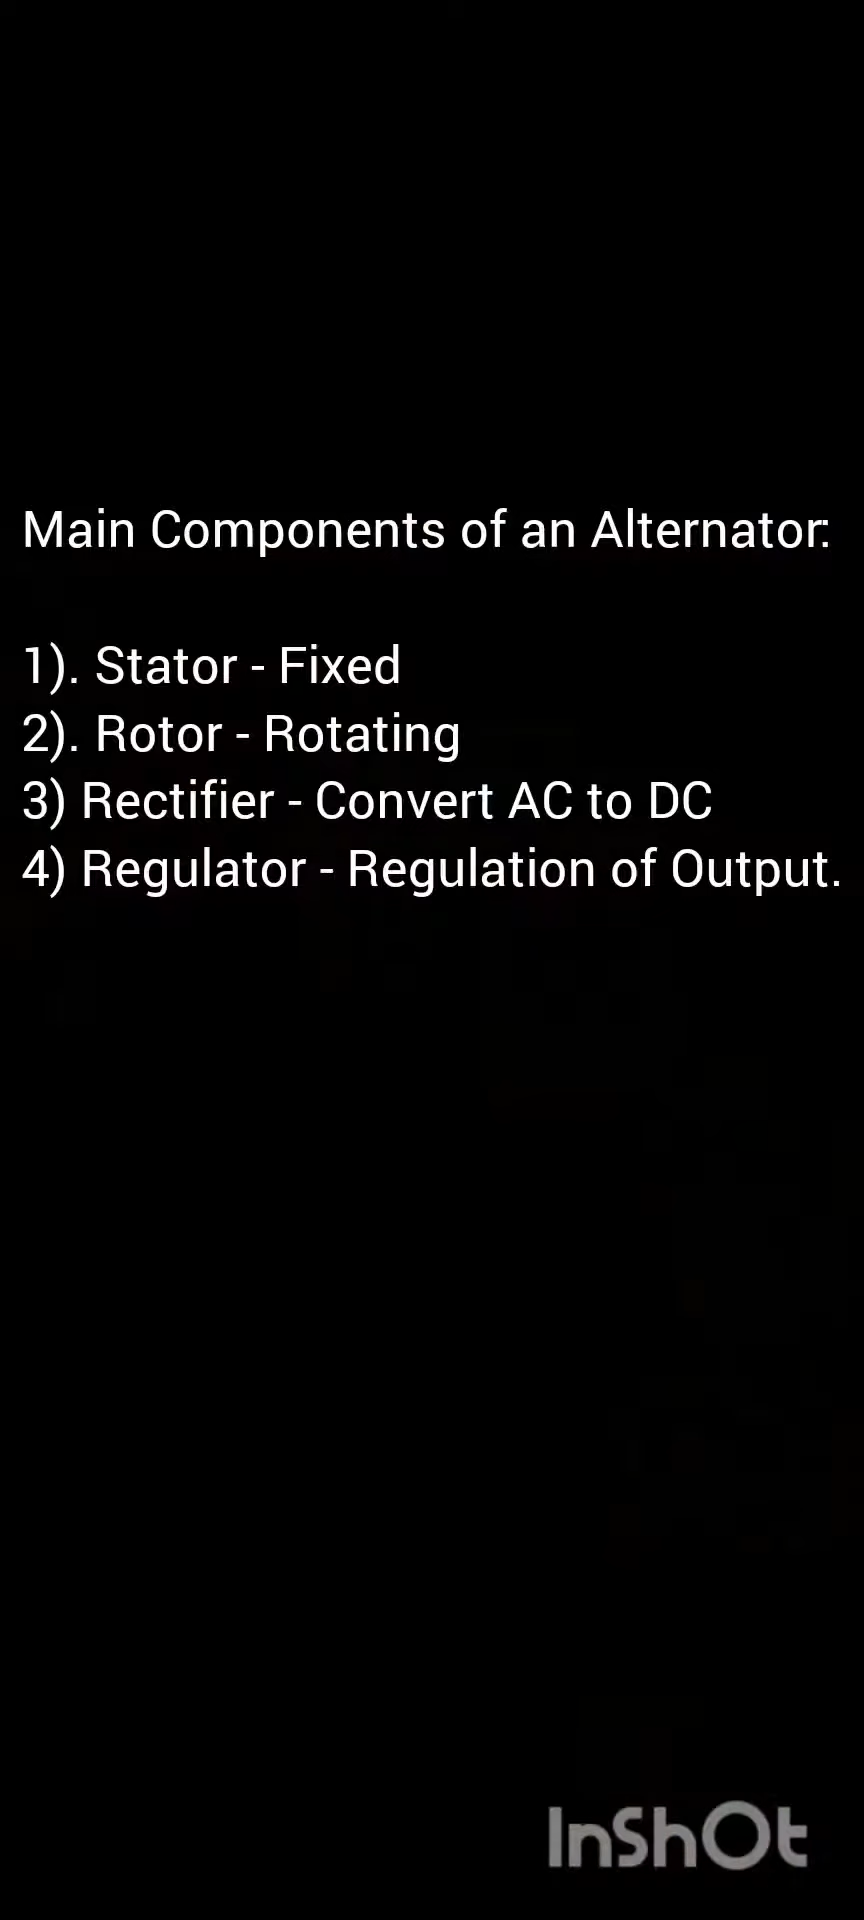 Main Components of an Alternator:
1). Stator - Fixed
2). Rotor - Rotating
3) Rectifier - Convert AC to DC
4) Regulator - Regulation of Output.
InShOt